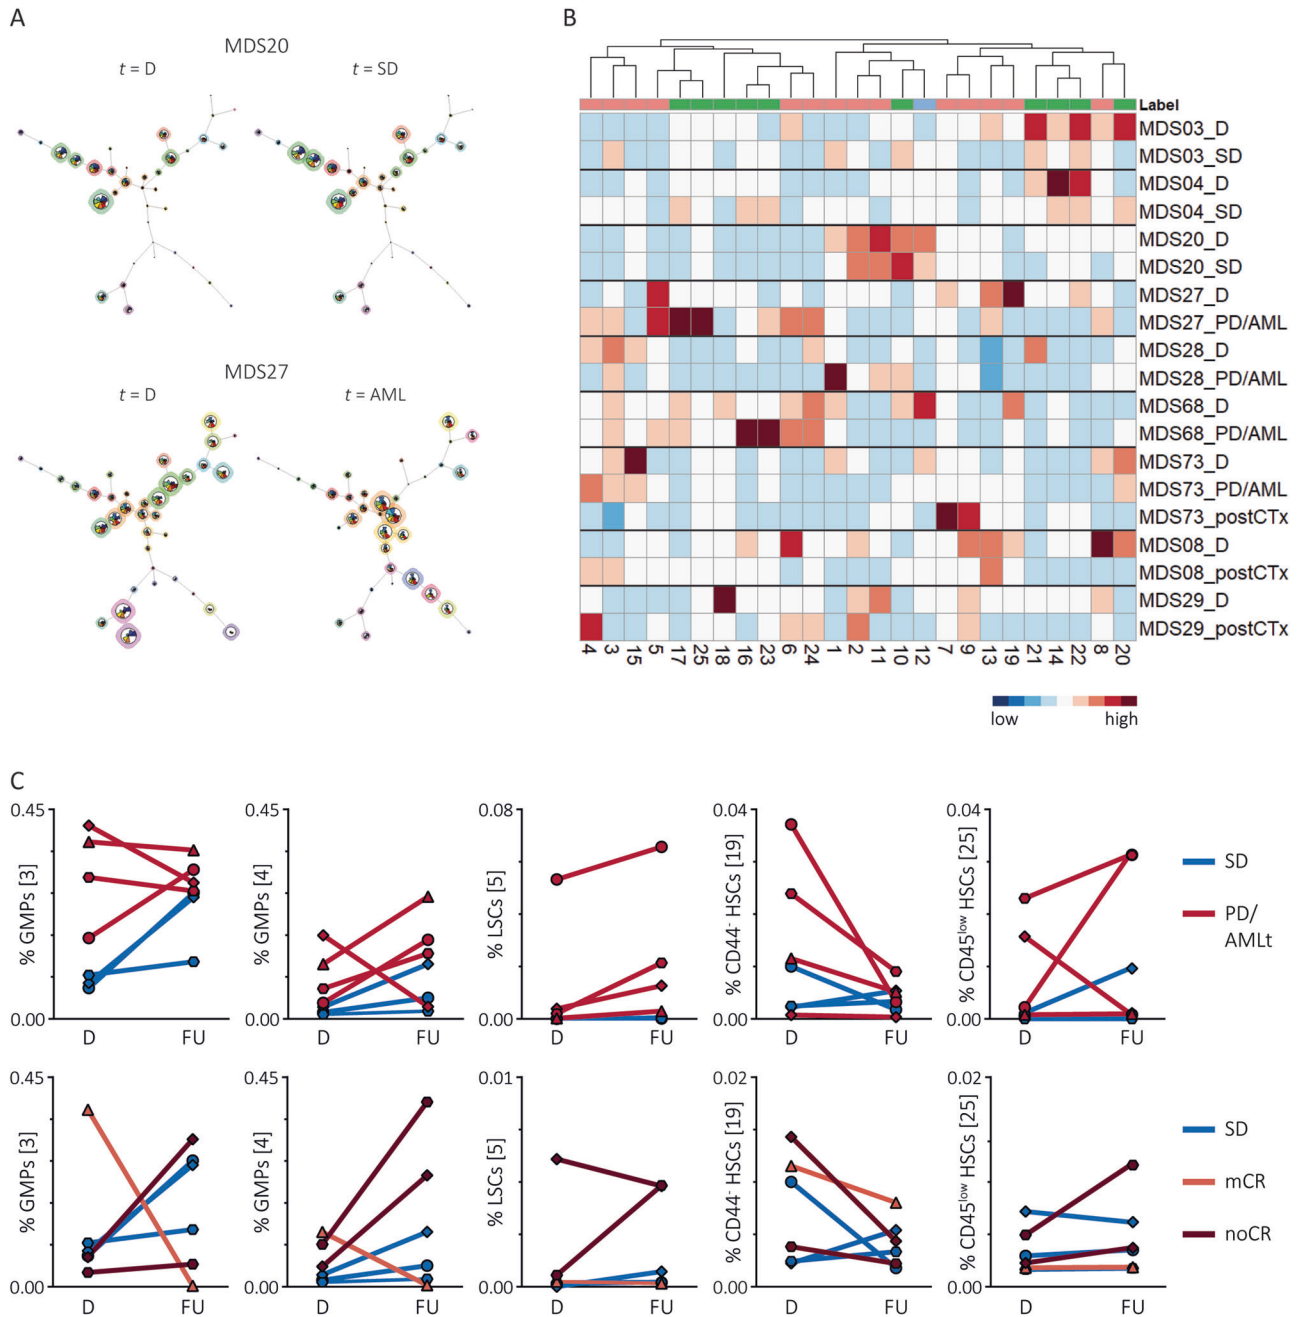 A
MDS20
t = D
t = SD
MDS27
t = D
t = AML
B
Label
MDS03_D
MDS03_SD
MDS04_D
MDS04_SD
MDS20_D
MDS20_SD
MDS27_D
MDS27_PD/AML
MDS28_D
MDS28_PD/AML
MDS68_D
MDS68_PD/AML
MDS73_D
MDS73_PD/AML
MDS73_postCTx
MDS08_D
MDS08_postCTx
MDS29_D
MDS29_postCTx
4 3 15 5 17 25 18 16 23 6 24 1 2 11 10 12 7 9 13 19 21 14 22 8 20
low high
C
% GMPs [3]
0.45
0.00
D FU
% GMPs [4]
0.45
0.00
D FU
% LSCs [5]
0.08
0.00
D FU
% CD44- HSCs [19]
0.04
0.00
D FU
% CD45low HSCs [25]
0.04
0.00
D FU
SD
PD/
AMLt
% GMPs [3]
0.45
0.00
D FU
% GMPs [4]
0.45
0.00
D FU
% LSCs [5]
0.01
0.00
D FU
% CD44- HSCs [19]
0.02
0.00
D FU
% CD45low HSCs [25]
0.02
0.00
D FU
SD
mCR
noCR